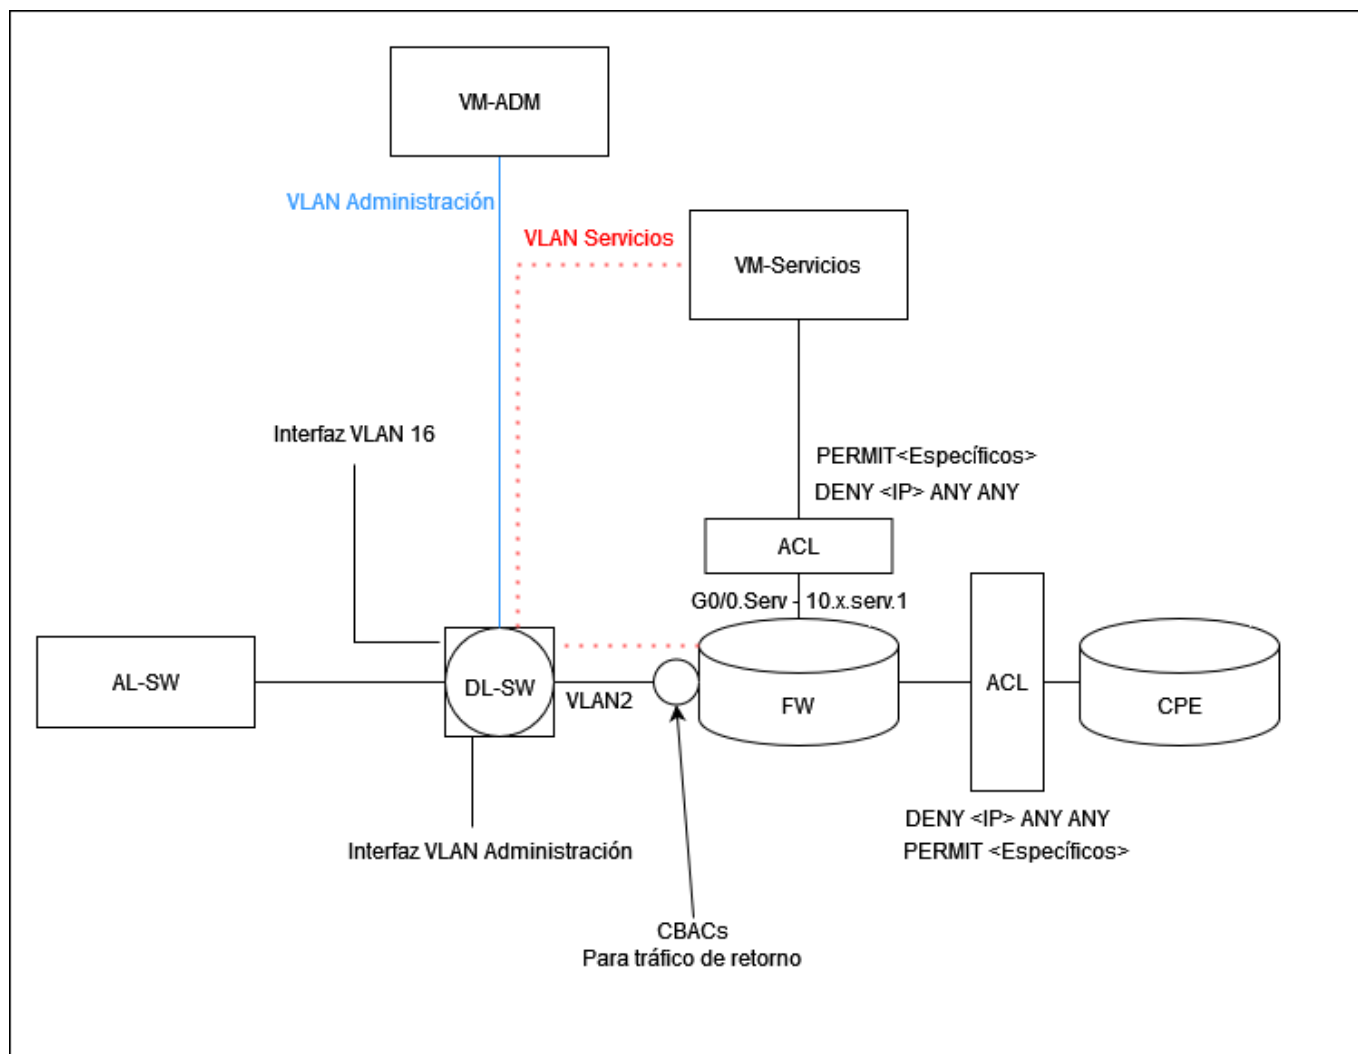 VM-ADM
VLAN Administración
VLAN Servicios
VM-Servicios
Interfaz VLAN 16
PERMIT<Específicos>
DENY <IP> ANY ANY
ACL
G0/0.Serv - 10.x.serv.1
AL-SW
DL-SW
VLAN2
FW
ACL
CPE
DENY <IP> ANY ANY
PERMIT <Específicos>
Interfaz VLAN Administración
CBACs
Para tráfico de retorno